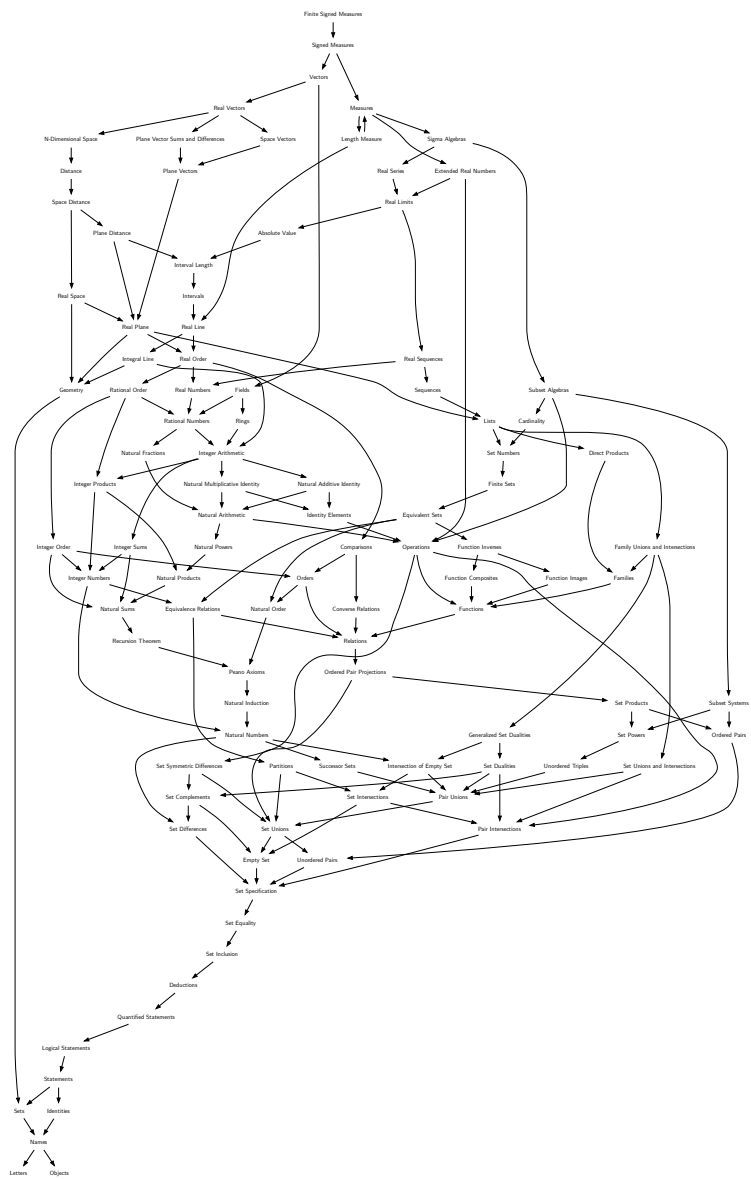 Finite Signed Measures
Signed Measures
Vectors
Real Vectors
Measures
N-Dimensional Space
Plane Vector Sums and Differences
Space Vectors
Length Measure
Sigma Algebras
Distance
Plane Vectors
Real Series
Extended Real Numbers
Space Distance
Real Limits
Plane Distance
Absolute Value
Interval Length
Real Space
Intervals
Real Plane
Real Line
Integral Line
Real Order
Real Sequences
Geometry
Rational Order
Real Numbers
Fields
Sequences
Subset Algebras
Rational Numbers
Rings
Lists
Cardinality
Natural Fractions
Integer Arithmetic
Set Numbers
Direct Products
Integer Products
Natural Multiplicative Identity
Natural Additive Identity
Finite Sets
Natural Arithmetic
Identity Elements
Equivalent Sets
Integer Order
Integer Sums
Natural Powers
Comparisons
Operations
Function Inverses
Family Unions and Intersections
Integer Numbers
Natural Products
Orders
Function Composites
Function Images
Families
Natural Sums
Equivalence Relations
Natural Order
Converse Relations
Functions
Recursion Theorem
Relations
Peano Axioms
Ordered Pair Projections
Natural Induction
Set Products
Subset Systems
Natural Numbers
Generalized Set Dualities
Set Powers
Ordered Pairs
Set Symmetric Differences
Partitions
Successor Sets
Intersection of Empty Set
Set Dualities
Unordered Triples
Set Unions and Intersections
Set Complements
Set Intersections
Pair Unions
Set Differences
Set Unions
Pair Intersections
Empty Set
Unordered Pairs
Set Specification
Set Equality
Set Inclusion
Deductions
Quantified Statements
Logical Statements
Statements
Sets
Identities
Names
Letters
Objects